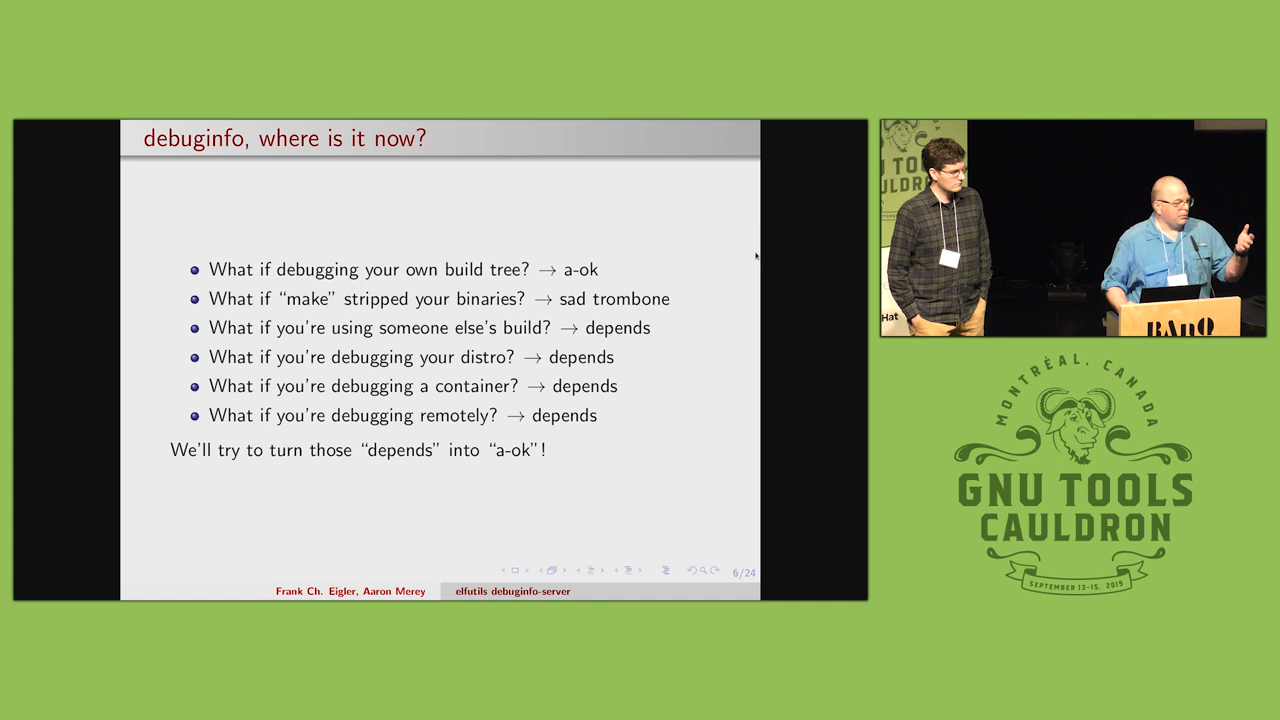 debuginfo, where is it now?
What if debugging your own build tree? → a-ok
What if “make” stripped your binaries? → sad trombone
What if you’re using someone else’s build? → depends
What if you’re debugging your distro? → depends
What if you’re debugging a container? → depends
What if you’re debugging remotely? → depends
We’ll try to turn those “depends” into “a-ok”!
6/24
Frank Ch. Eigler, Aaron Merey
elfutils debuginfo-server
Hat
BAnQ
MONTRÉAL, CANADA
GNU TOOLS
CAULDRON
SEPTEMBER 13-15, 2019